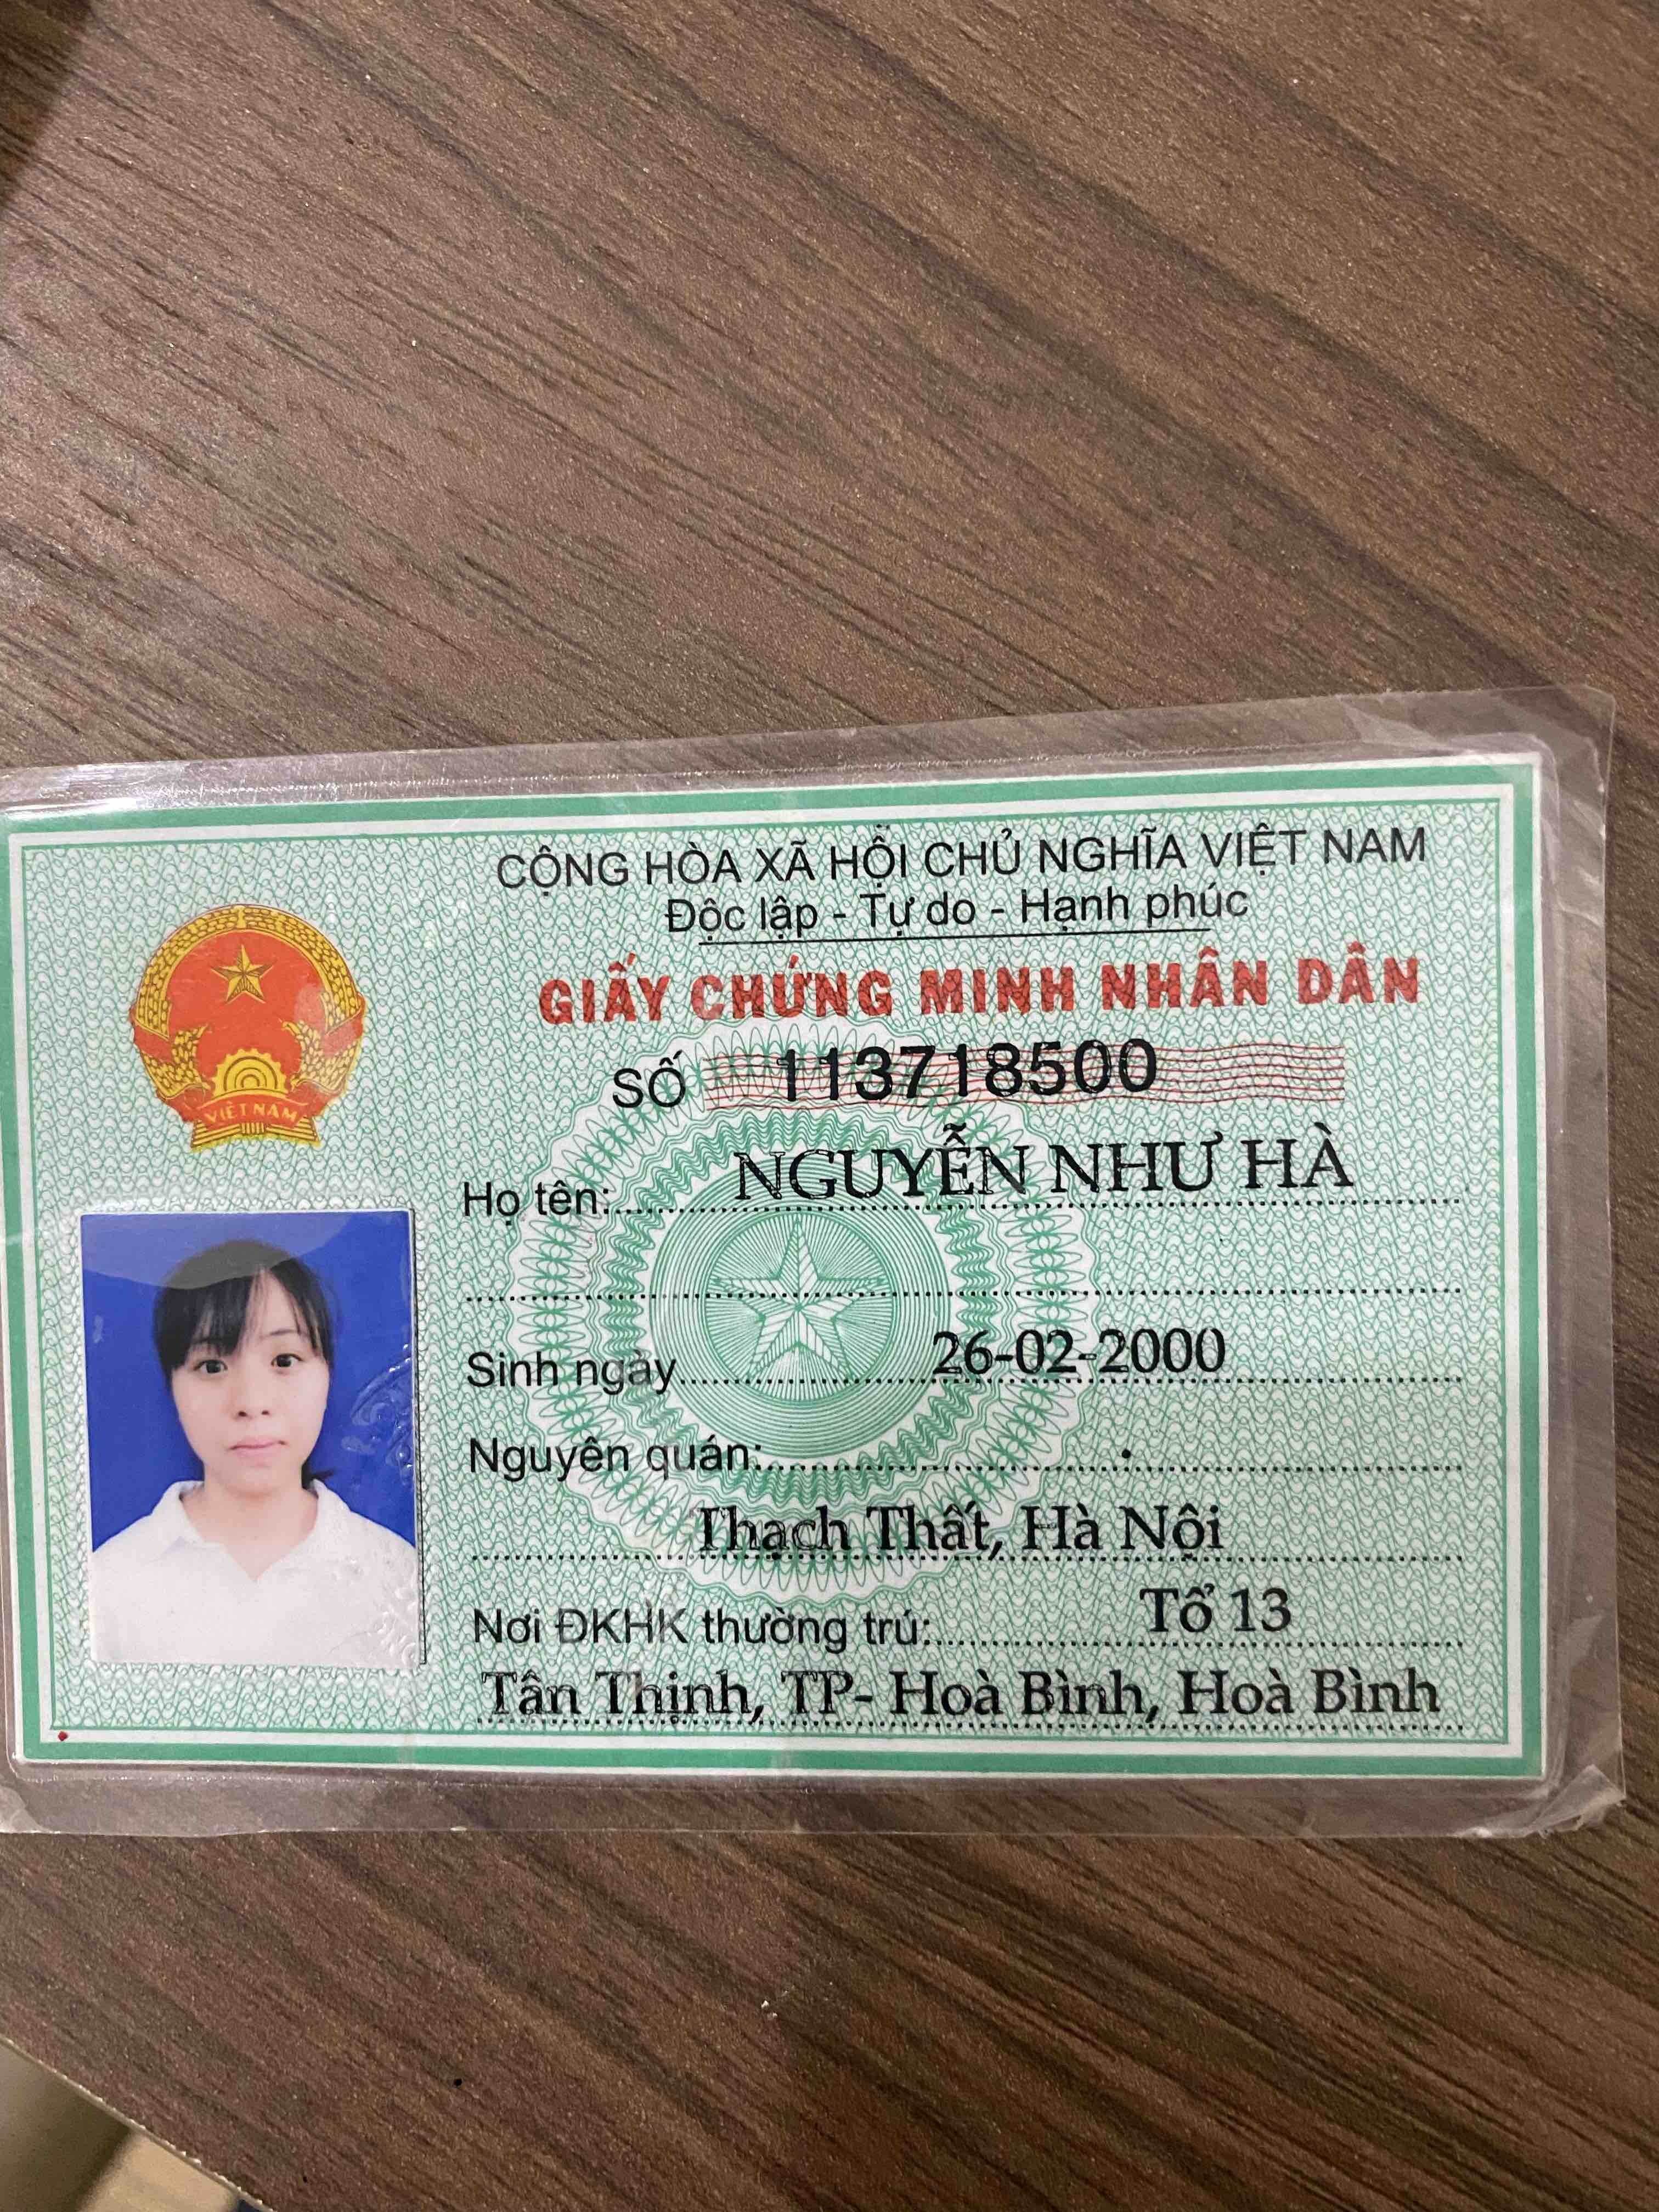 CỘNG HÒA XÃ HỘI CHỦ NGHĨA VIỆT NAM
Độc lập - Tự do - Hạnh phúc
GIẤY CHỨNG MINH NHÂN DÂN
SỐ 113718500
VIỆT NAM
Họ tên: NGUYỄN NHƯ HÀ
Sinh ngày 26-02-2000
Nguyên quán:
Thạch Thất, Hà Nội
Nơi ĐKHK thường trú: Tổ 13
Tân Thịnh, TP- Hoà Bình, Hoà Bình